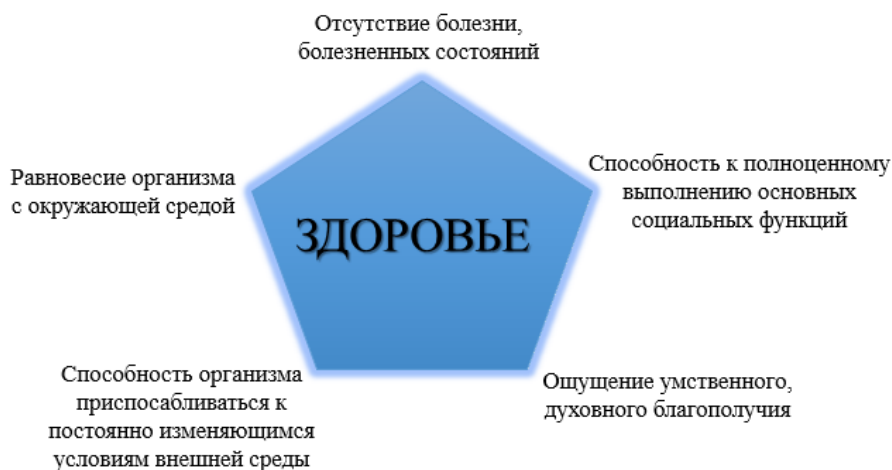 Отсутствие болезни,
болезненных состояний
Равновесие организма
с окружающей средой
Способность к полноценному
выполнению основных
социальных функций
ЗДОРОВЬЕ
Способность организма
приспосабливаться к
постоянно изменяющимся
условиям внешней среды
Ощущение умственного,
духовного благополучия